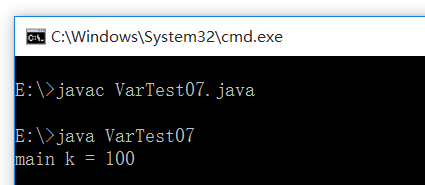 C:\Windows\System32\cmd.exe
E:\>javac VarTest07.java
E:\>java VarTest07
main k = 100